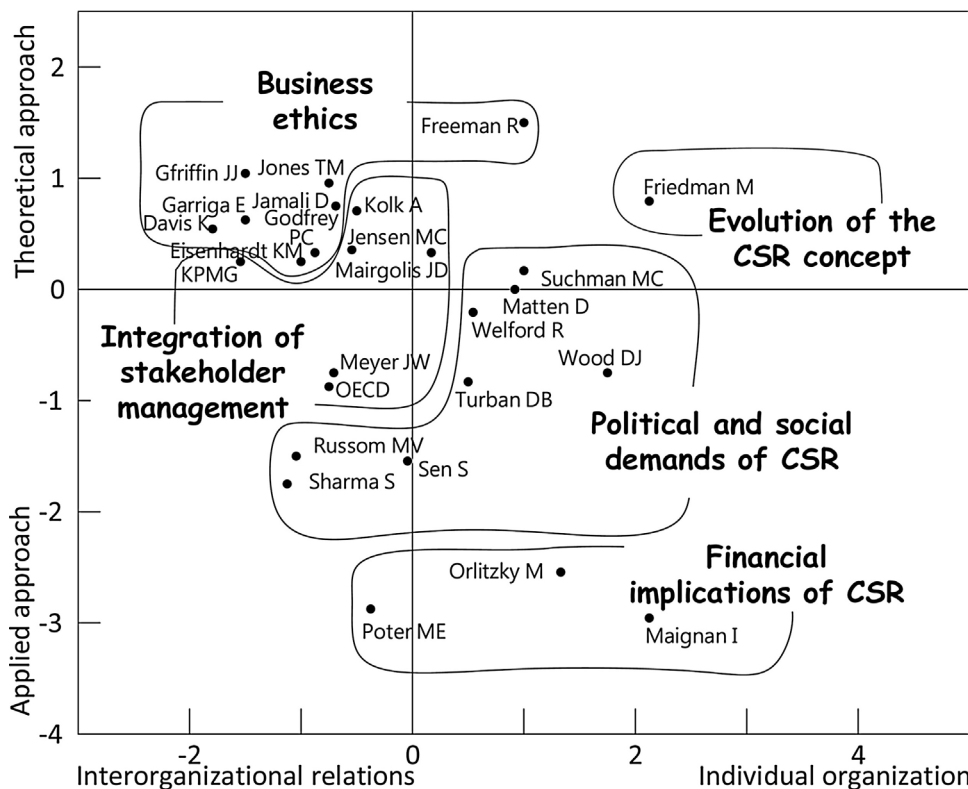 Theoretical approach
Applied approach
2
1
0
-1
-2
-3
-4
Business
ethics
Freeman R
Gfriffin JJ
Jones TM
Garriga E
Jamali D
Davis K
Godfrey
PC
Eisenhardt KM
KPMG
Kolk A
Jensen MC
Mairgolis JD
Friedman M
Evolution of the
CSR concept
Suchman MC
Matten D
Welford R
Wood DJ
Turban DB
Integration of
stakeholder
management
Meyer JW
OECD
Political and social
demands of CSR
Russom MV
Sharma S
Sen S
Financial
implications of CSR
Orlitzky M
Poter ME
Maignan I
-2
0
2
4
Interorganizational relations
Individual organization